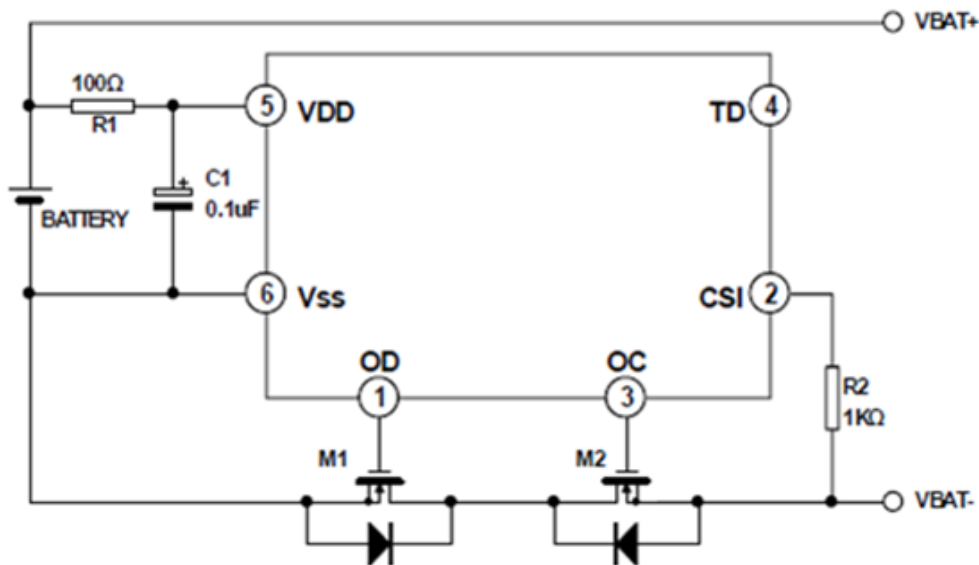 VBAT+
100Ω
R1
5 VDD
TD 4
C1
+
0.1uF
BATTERY
6 Vss
CSI 2
OD
1
OC
3
R2
1KΩ
M1
M2
VBAT-